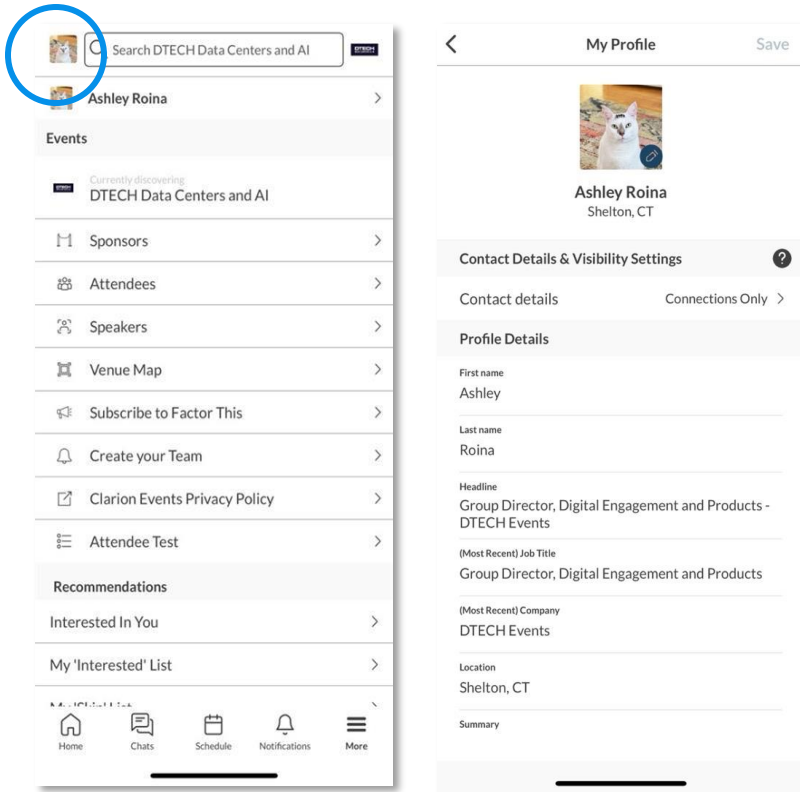 Search DTECH Data Centers and AI
DTECH
Ashley Roina
Events
Currently discovering
DTECH Data Centers and AI
Sponsors
Attendees
Speakers
Venue Map
Subscribe to Factor This
Create your Team
Clarion Events Privacy Policy
Attendee Test
Recommendations
Interested In You
My 'Interested' List
My 'Skip' List
Home
Chats
Schedule
Notifications
More
My Profile
Save
Ashley Roina
Shelton, CT
Contact Details & Visibility Settings
?
Contact details
Connections Only
Profile Details
First name
Ashley
Last name
Roina
Headline
Group Director, Digital Engagement and Products -
DTECH Events
(Most Recent) Job Title
Group Director, Digital Engagement and Products
(Most Recent) Company
DTECH Events
Location
Shelton, CT
Summary